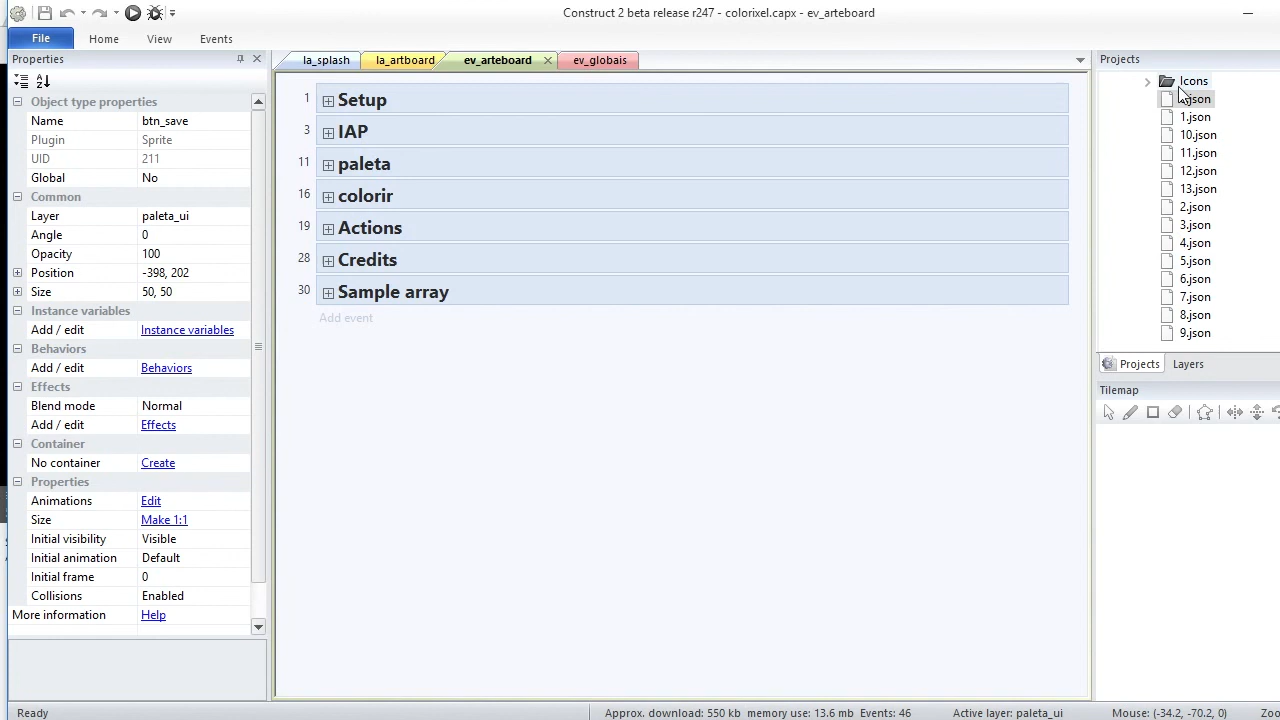 Construct 2 beta release r247 - colorixel.capx - ev_arteboard
File Home View Events
Properties
la_splash la_artboard ev_arteboard ev_globais
Projects
Object type properties
Name btn_save
Plugin Sprite
UID 211
Global No
Common
Layer paleta_ui
Angle 0
Opacity 100
Position -398, 202
Size 50, 50
Instance variables
Add / edit Instance variables
Behaviors
Add / edit Behaviors
Effects
Blend mode Normal
Add / edit Effects
Container
No container Create
Properties
Animations Edit
Size Make 1:1
Initial visibility Visible
Initial animation Default
Initial frame 0
Collisions Enabled
More information Help
1 Setup
3 IAP
11 paleta
16 colorir
19 Actions
28 Credits
30 Sample array
Add event
Icons
json
1.json
10.json
11.json
12.json
13.json
2.json
3.json
4.json
5.json
6.json
7.json
8.json
9.json
Projects Layers
Tilemap
Ready
Approx. download: 550 kb memory use: 13.6 mb Events: 46
Active layer: paleta_ui
Mouse: (-34.2, -70.2, 0)
Zoo